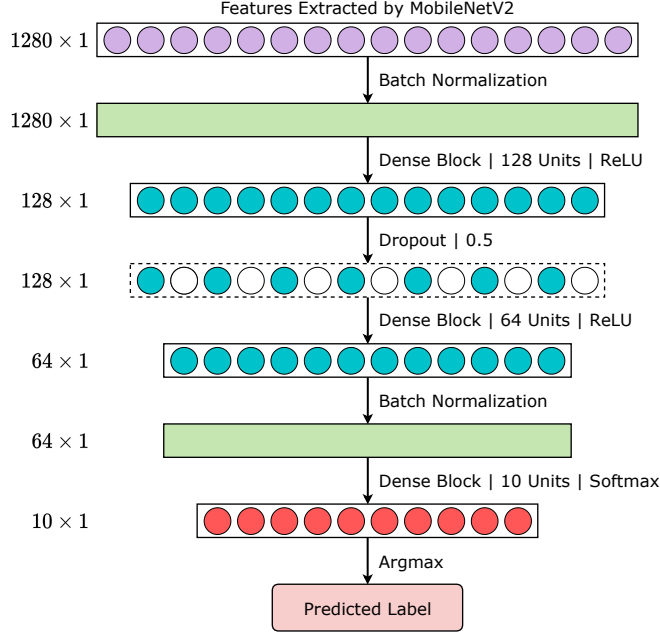 Features Extracted by MobileNetV2
1280 × 1
Batch Normalization
1280 × 1
Dense Block | 128 Units | ReLU
128 × 1
Dropout | 0.5
128 × 1
Dense Block | 64 Units | ReLU
64 × 1
Batch Normalization
64 × 1
Dense Block | 10 Units | Softmax
10 × 1
Argmax
Predicted Label